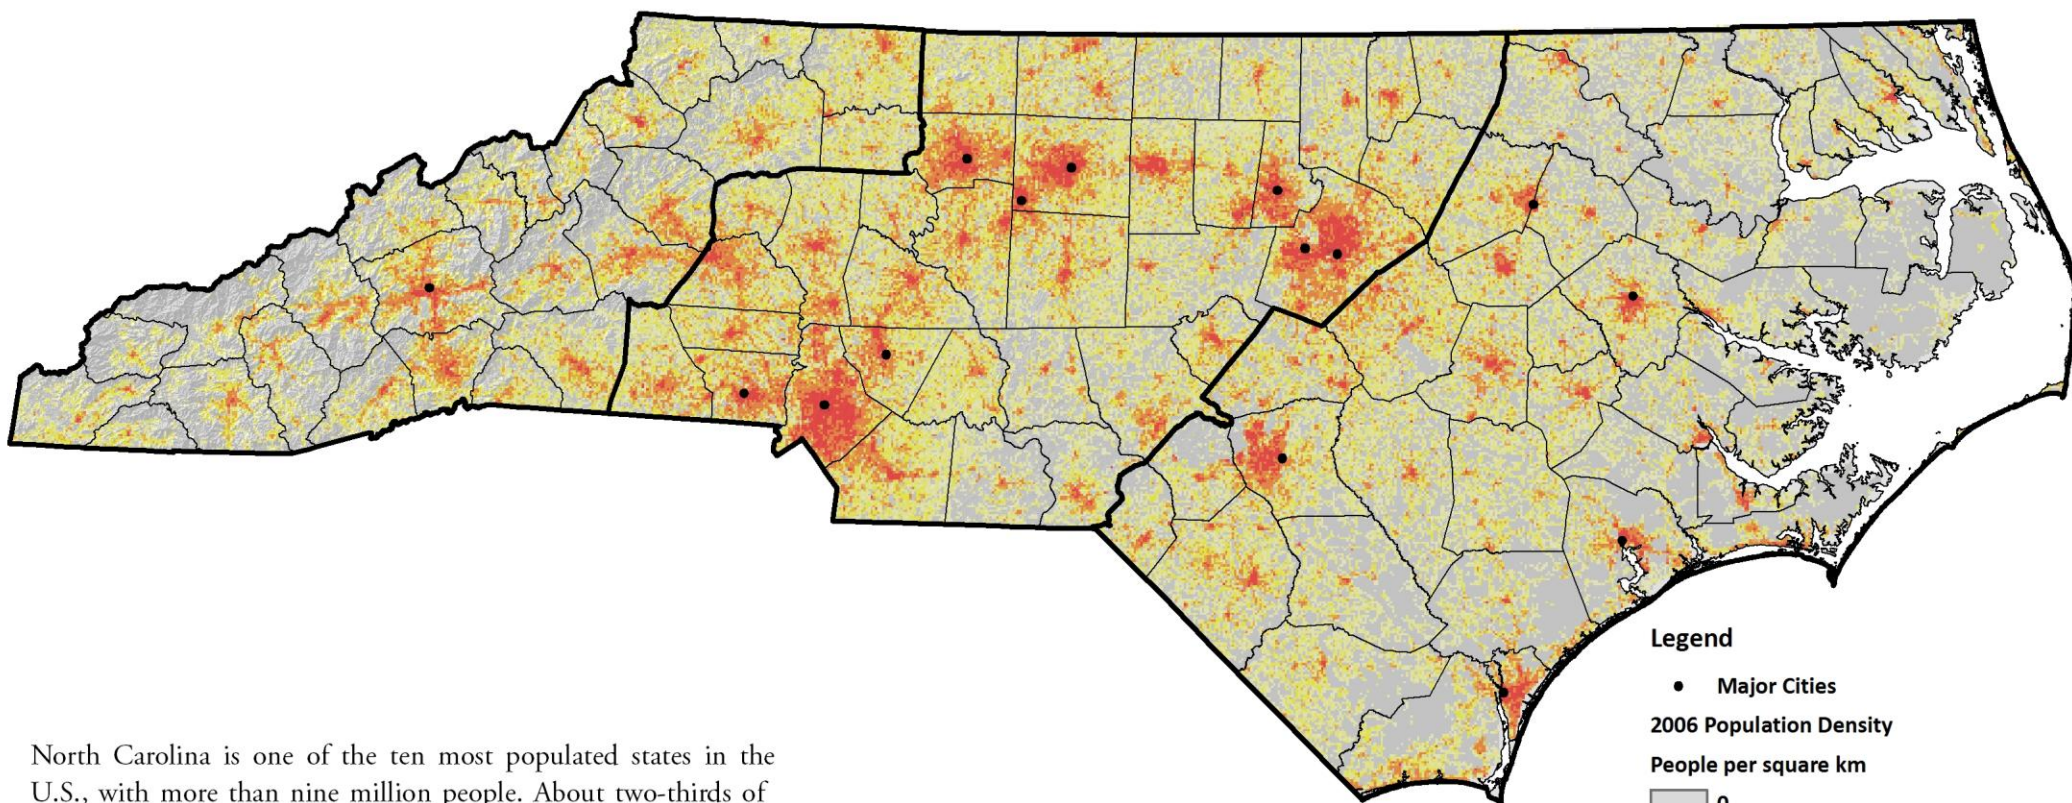 Legend
Major Cities
2006 Population Density
People per square km
0
North Carolina is one of the ten most populated states in the
U.S., with more than nine million people. About two-thirds of